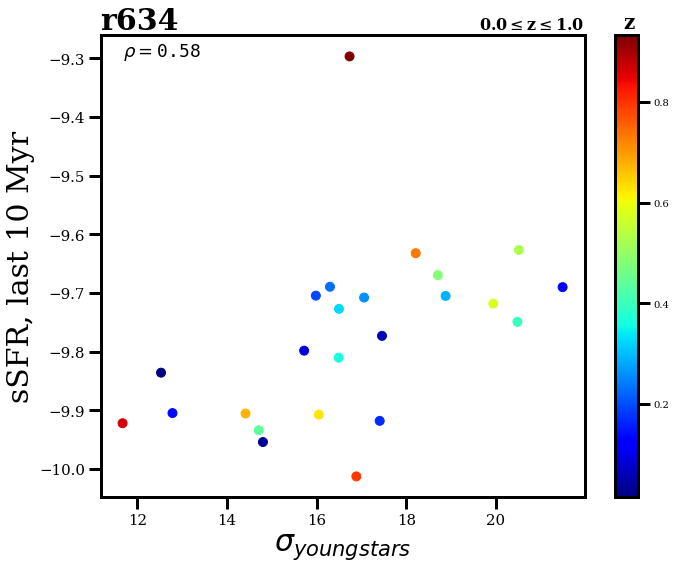 r634
0.0 ≤ z ≤ 1.0
z
ρ = 0.58
−9.3
−9.4
−9.5
−9.6
−9.7
−9.8
−9.9
−10.0
sSFR, last 10 Myr
12 14 16 18 20
σyoungstars
0.8
0.6
0.4
0.2